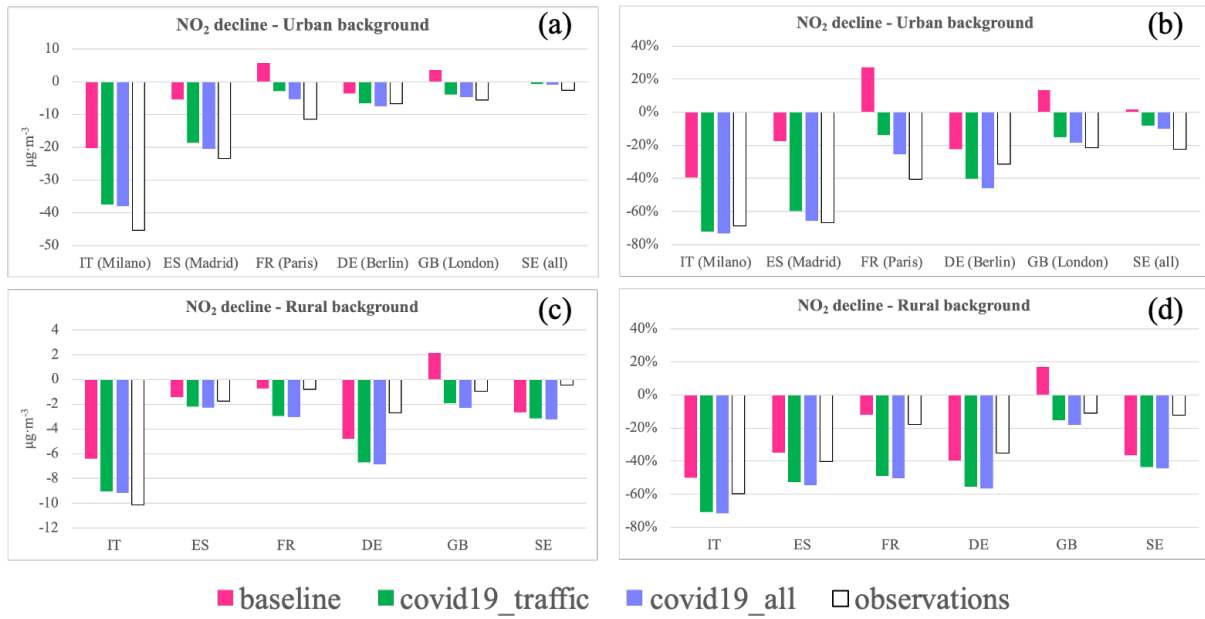 NO₂ decline - Urban background
(a)
10
0
-10
-20
-30
-40
-50
µg·m⁻³
IT (Milano) ES (Madrid) FR (Paris) DE (Berlin) GB (London) SE (all)
NO₂ decline - Urban background
(b)
40%
20%
0%
-20%
-40%
-60%
-80%
IT (Milano) ES (Madrid) FR (Paris) DE (Berlin) GB (London) SE (all)
NO₂ decline - Rural background
(c)
4
2
0
-2
-4
-6
-8
-10
-12
µg·m⁻³
IT ES FR DE GB SE
NO₂ decline - Rural background
(d)
40%
20%
0%
-20%
-40%
-60%
-80%
IT ES FR DE GB SE
baseline covid19_traffic covid19_all observations